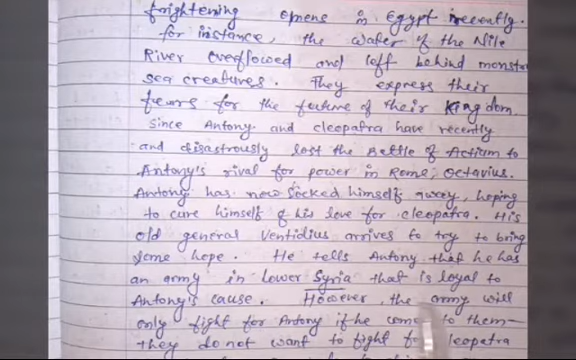 frightening omens in Egypt recently.
for instance, the water of the Nile
River overflowed and left behind monster
sea creatures. They express their
fears for the future of their kingdom
since Antony and cleopatra have recently
and disastrously lost the Battle of Actium to
Antony's rival for power in Rome; Octavius.
Antony has now locked himself away, hoping
to cure himself of his love for cleopatra. His
old general Ventidius arrives to try to bring
some hope. He tells Antony that he has
an army in lower Syria that is loyal to
Antony's cause. However, the army will
only fight for Antony if he to them-
they do not want to fight cleopatra